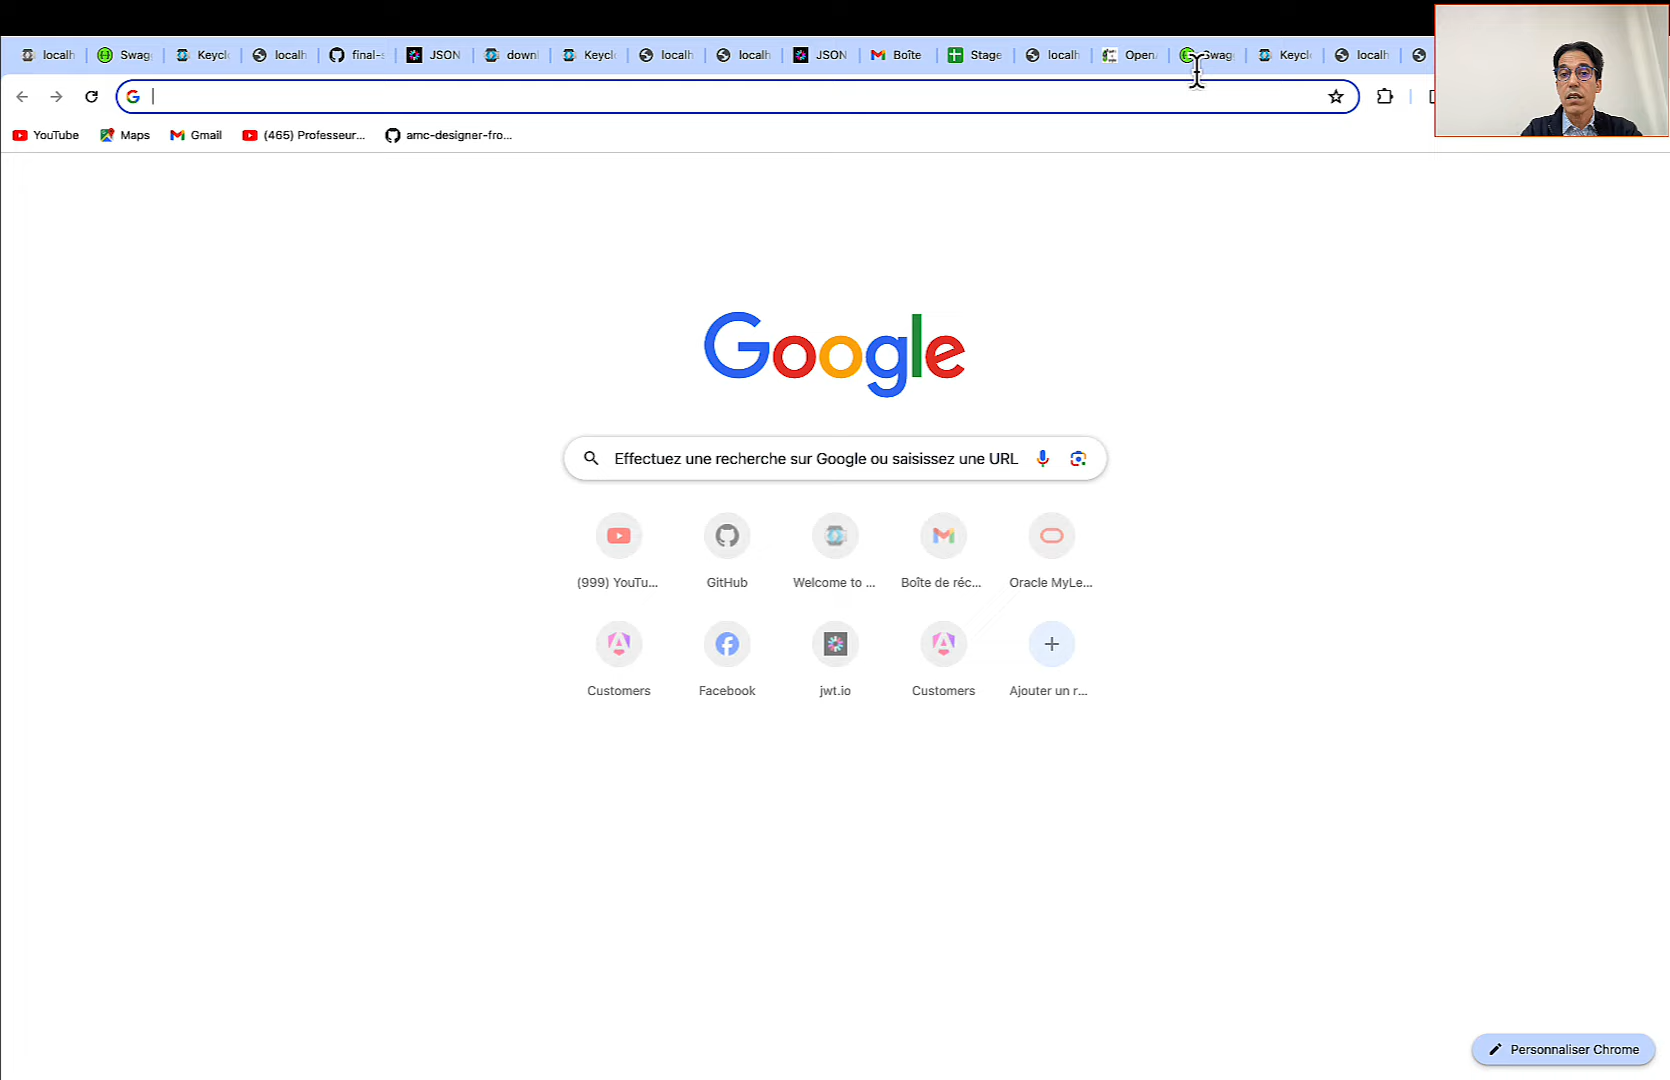 localh Swag Keycl localh final-s JSON downl Keycl localh localh JSON Boîte Stage localh Open Swag Keycl localh
YouTube Maps Gmail (465) Professeur... amc-designer-fro...
Google
Effectuez une recherche sur Google ou saisissez une URL
(999) YouTu... GitHub Welcome to ... Boîte de réc... Oracle MyLe...
Customers Facebook jwt.io Customers Ajouter un r...
Personnaliser Chrome